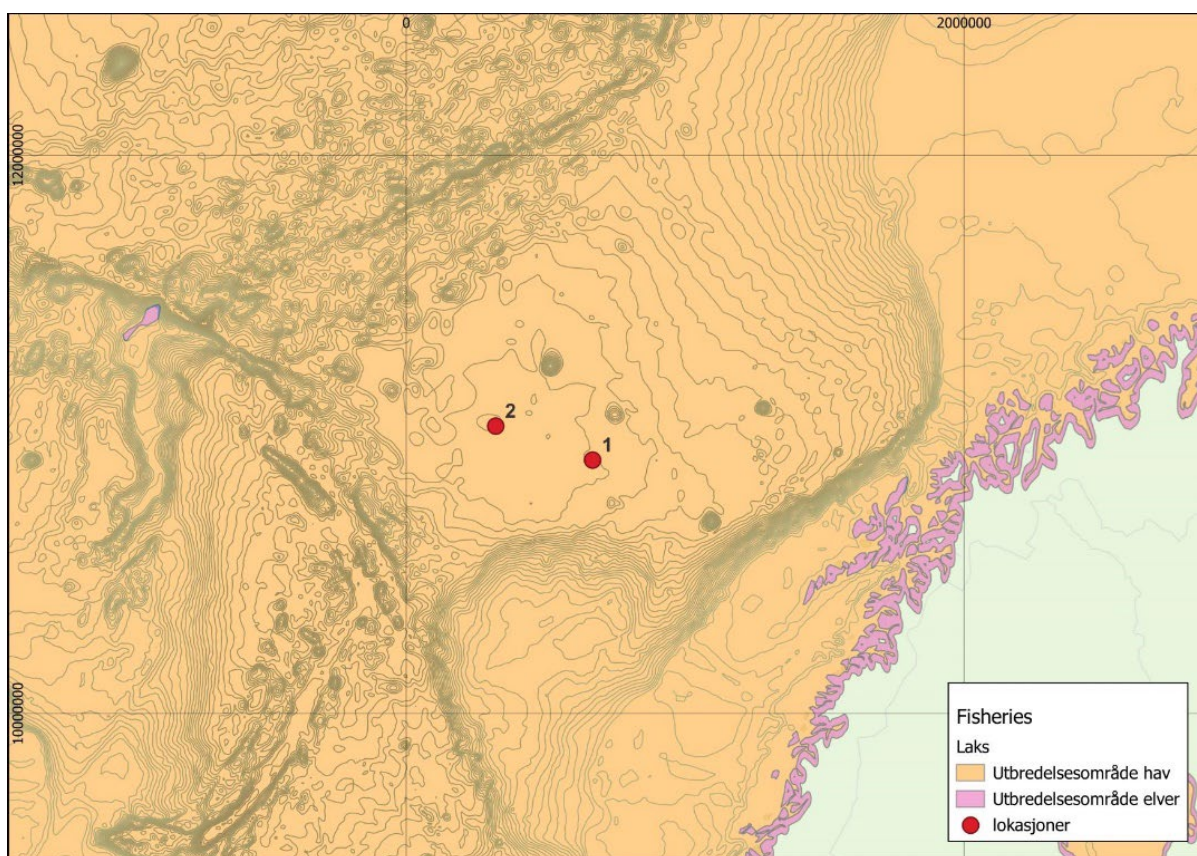 0
2000000
12000000
2
1
10000000
Fisheries
Laks
Utbredelsesområde hav
Utbredelsesområde elver
lokasjoner